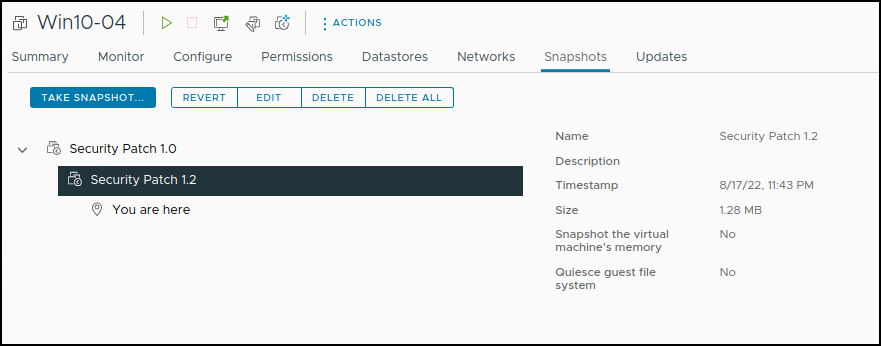 Win10-04
ACTIONS
Summary Monitor Configure Permissions Datastores Networks Snapshots Updates
TAKE SNAPSHOT... REVERT EDIT DELETE DELETE ALL
Security Patch 1.0
Security Patch 1.2
You are here
Name Security Patch 1.2
Description
Timestamp 8/17/22, 11:43 PM
Size 1.28 MB
Snapshot the virtual No
machine's memory
Quiesce guest file No
system